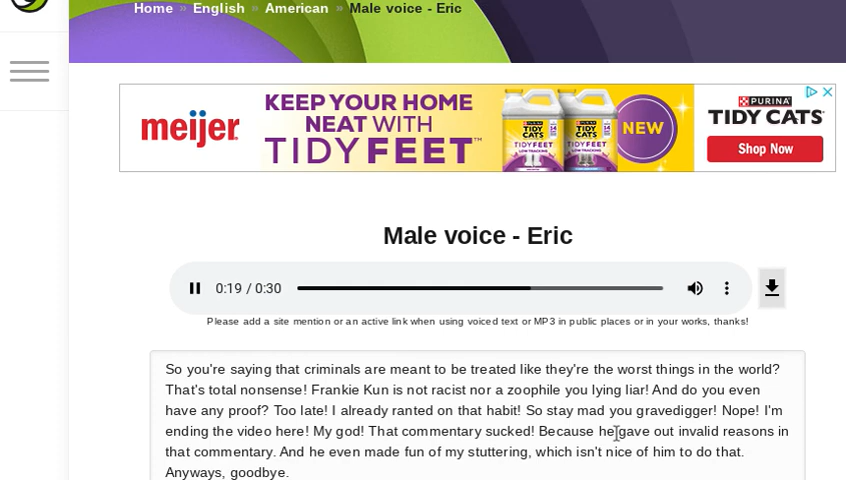 Home » English » American » Male voice - Eric
meijer
KEEP YOUR HOME
NEAT WITH
TIDYFEET™
TIDY
CATS
TIDYFEET
TIDY
CATS
TIDYFEET
NEW
PURINA
TIDY CATS
Shop Now
Male voice - Eric
0:19 / 0:30
Please add a site mention or an active link when using voiced text or MP3 in public places or in your works, thanks!
So you're saying that criminals are meant to be treated like they're the worst things in the world?
That's total nonsense! Frankie Kun is not racist nor a zoophile you lying liar! And do you even
have any proof? Too late! I already ranted on that habit! So stay mad you gravedigger! Nope! I'm
ending the video here! My god! That commentary sucked! Because he gave out invalid reasons in
that commentary. And he even made fun of my stuttering, which isn't nice of him to do that.
Anyways, goodbye.